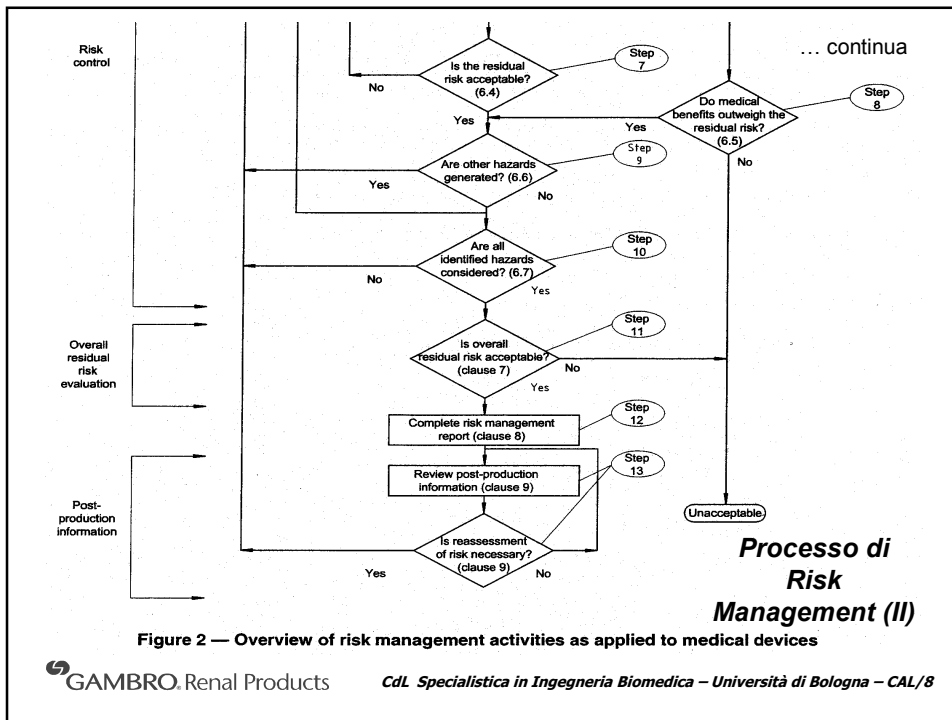 Risk
control
… continua
Is the residual
risk acceptable?
(6.4)
Step
7
No
Yes
Do medical
benefits outweigh the
residual risk?
(6.5)
Step
8
Yes
No
Are other hazards
generated? (6.6)
Step
9
Yes
No
Are all
identified hazards
considered? (6.7)
Step
10
No
Yes
Overall
residual
risk
evaluation
Is overall
residual risk acceptable?
(clause 7)
Step
11
No
Yes
Complete risk management
report (clause 8)
Step
12
Post-
production
information
Review post-production
information (clause 9)
Step
13
Is reassessment
of risk necessary?
(clause 9)
Yes
No
Unacceptable
Processo di
Risk
Management (II)
Figure 2 — Overview of risk management activities as applied to medical devices
GAMBRO® Renal Products
CdL Specialistica in Ingegneria Biomedica – Università di Bologna – CAL/8